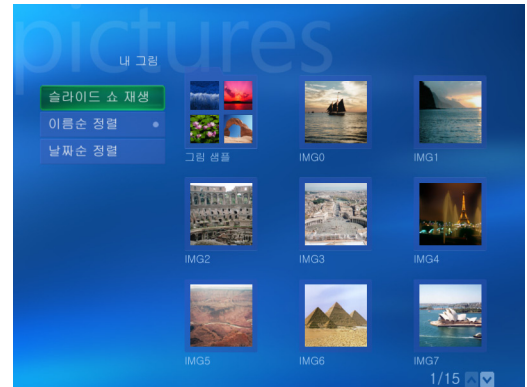 pictures
내 그림
슬라이드 쇼 재생
이름순 정렬
날짜순 정렬
그림 샘플
IMG0
IMG1
IMG2
IMG3
IMG4
IMG5
IMG6
IMG7
1/15